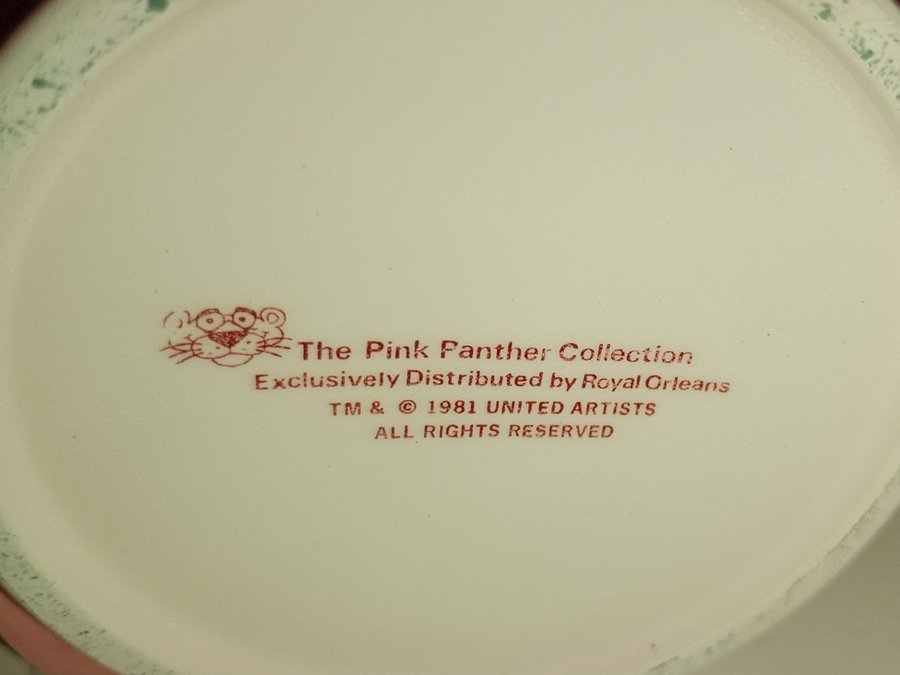 The Pink Panther Collection
Exclusively Distributed by Royal Orleans
TM & © 1981 UNITED ARTISTS
ALL RIGHTS RESERVED